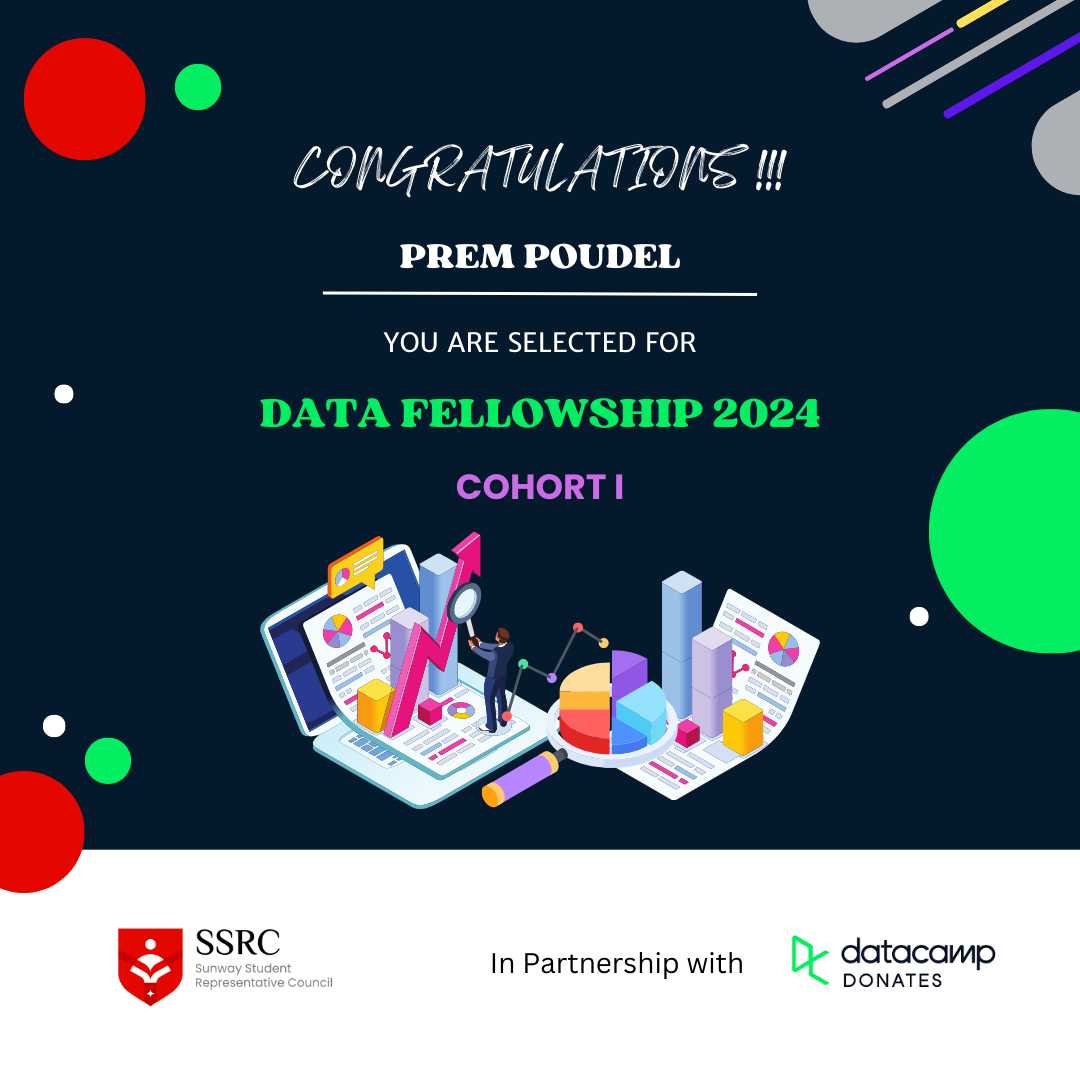 CONGRATULATIONS !!!
PREM POUDEL
YOU ARE SELECTED FOR
DATA FELLOWSHIP 2024
COHORT I
SSRC
Sunway Student
Representative Council
In Partnership with
datacamp
DONATES